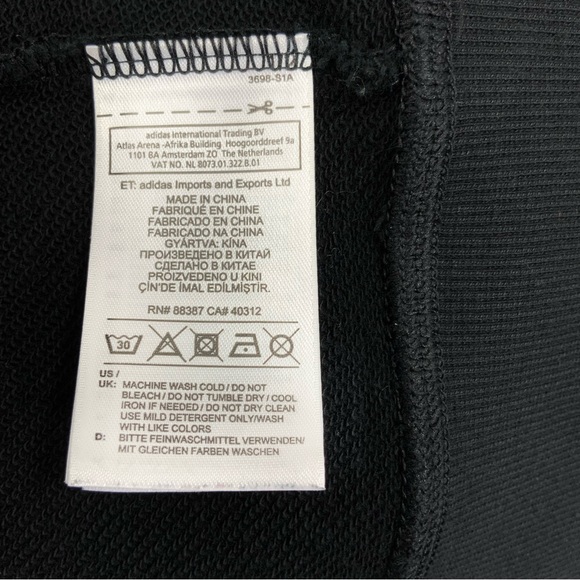 3698-S1A
adidas International Trading BV
Atlas Arena -Afrika Building Hoogoorddreef 9a
1101 BA Amsterdam ZO The Netherlands
VAT NO. NL 8073.01.322.B.01
ET: adidas Imports and Exports Ltd
MADE IN CHINA
FABRIQUÉ EN CHINE
FABRICADO EN CHINA
FABRICADO NA CHINA
GYÁRTVA: KÍNA
ПРОИЗВЕДЕНО В КИТАЙ
СДЕЛАНО В КИТАЕ
PROIZVEDENO U KINI
ÇİN'DE İMAL EDİLMİŞTİR.
RN# 88387 CA# 40312
30
US /
UK: MACHINE WASH COLD / DO NOT
BLEACH / DO NOT TUMBLE DRY / COOL
IRON IF NEEDED / DO NOT DRY CLEAN
USE MILD DETERGENT ONLY/WASH
WITH LIKE COLORS
D: BITTE FEINWASCHMITTEL VERWENDEN/
MIT GLEICHEN FARBEN WASCHEN